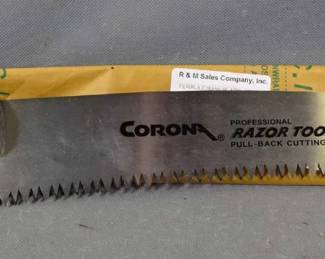 R & M Sales Company, Inc.
CORONA®
PROFESSIONAL
RAZOR TOO
PULL-BACK CUTTING